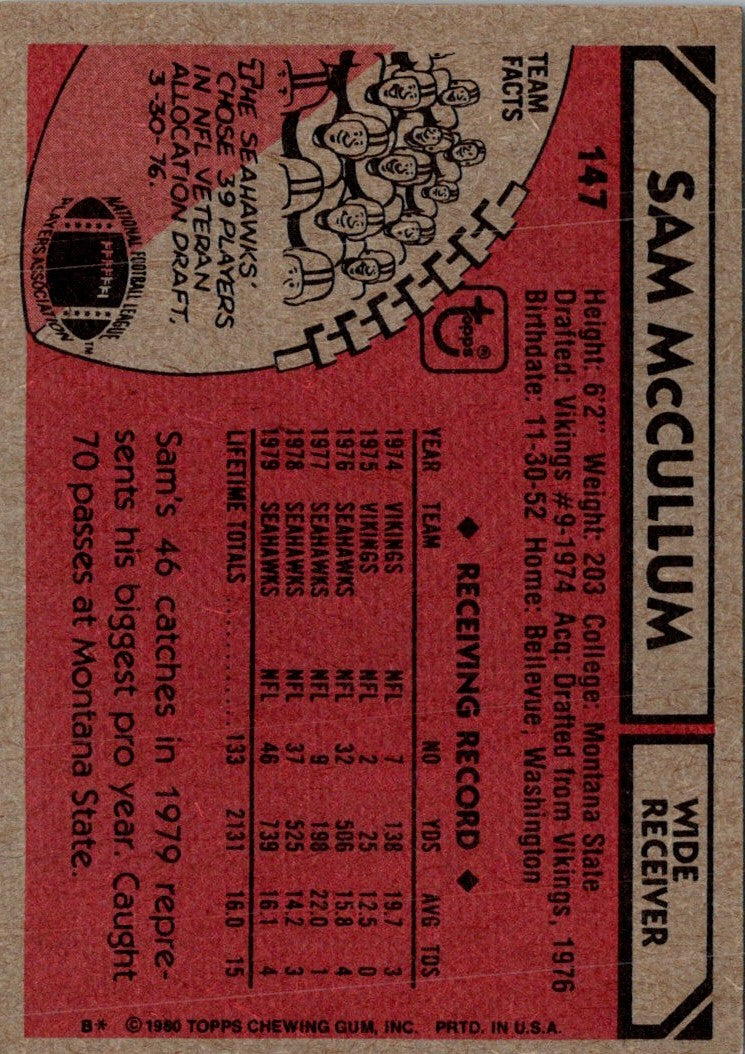 SAM McCULLUM
WIDE
RECEIVER
147
Height: 6'2" Weight: 203 College: Montana State
Drafted: Vikings #9-1974 Acq: Drafted from Vikings, 1976
Birthdate: 11-30-52 Home: Bellevue, Washington
TEAM
FACTS
THE SEAHAWKS'
CHOSE 39 PLAYERS
IN NFL VETERAN
ALLOCATION DRAFT,
3-30-76.
NATIONAL FOOTBALL LEAGUE
PLAYERS ASSOCIATION™
Topps®
◆ RECEIVING RECORD ◆
YEAR TEAM NO YDS AVG TDS
1974 VIKINGS NFL 7 138 19.7 3
1975 VIKINGS NFL 2 25 12.5 0
1976 SEAHAWKS NFL 32 506 15.8 4
1977 SEAHAWKS NFL 9 198 22.0 1
1978 SEAHAWKS NFL 37 525 14.2 3
1979 SEAHAWKS NFL 46 739 16.1 4
LIFETIME TOTALS .......... 133 2131 16.0 15
Sam's 46 catches in 1979 repre-
sents his biggest pro year. Caught
70 passes at Montana State.
B* © 1980 TOPPS CHEWING GUM, INC. PRTD. IN U.S.A.